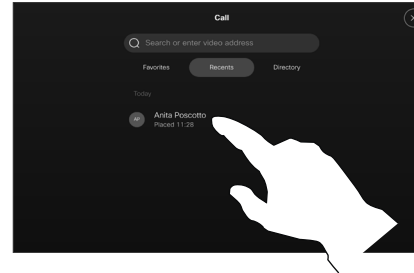 Call
Search or enter video address
Favorites Recents Directory
Today
AP Anita Poscotto
Placed 11:28